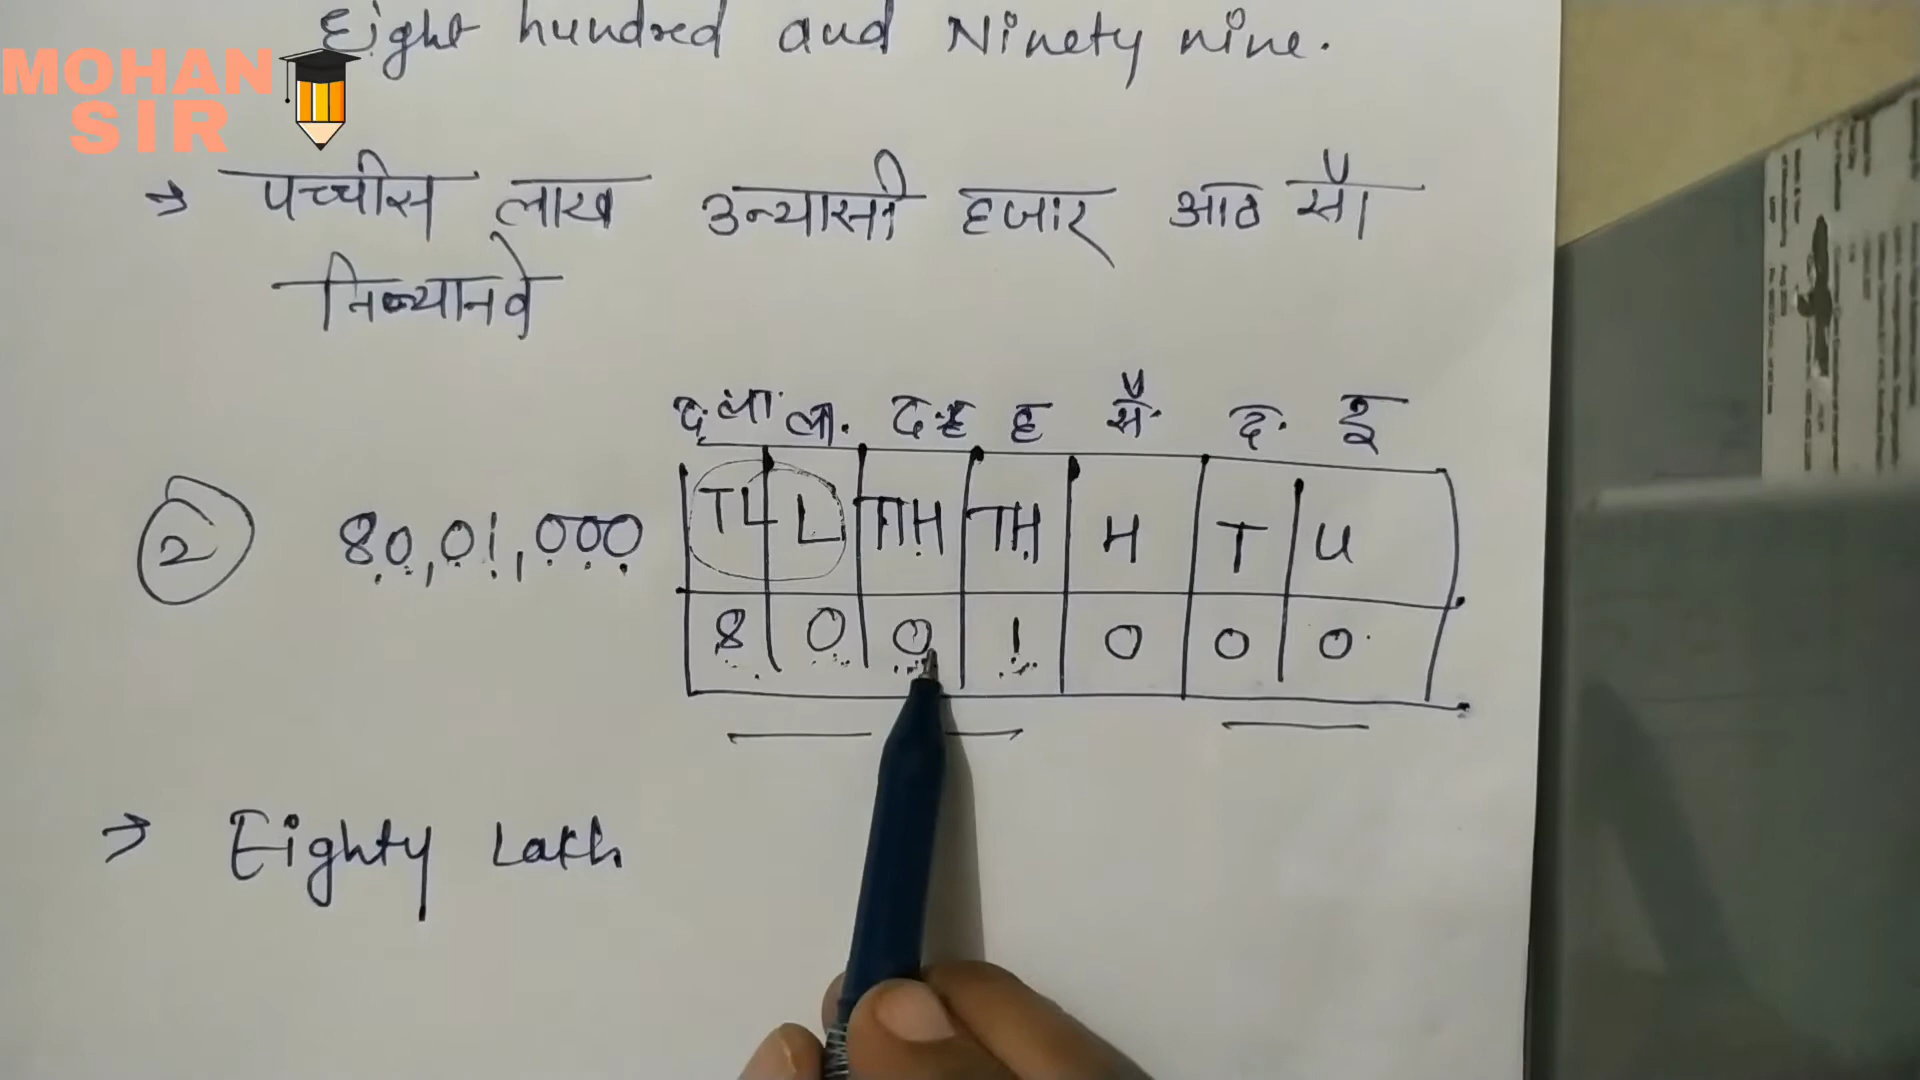 Eight hundred and Ninety nine.
MOHAN
SIR
→ पच्चीस लाख उन्यासी हजार आठ सौ
निन्यानवे
द.ला. ला. द.ह ह सै. द. ई
② 80,01,000
TL L TTH TH H T U
8 0 0 1 0 0 0
→ Eighty Lakh